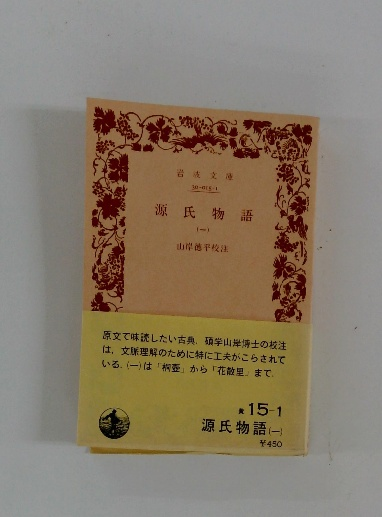 岩波文庫
30-015-1
源氏物語
(一)
山岸徳平校注
原文で味読したい古典．碩学山岸博士の校注
は，文脈理解のために特に工夫がこらされて
いる．(一)は「桐壺」から「花散里」まで．
黄15-1
源氏物語(一)
〒450